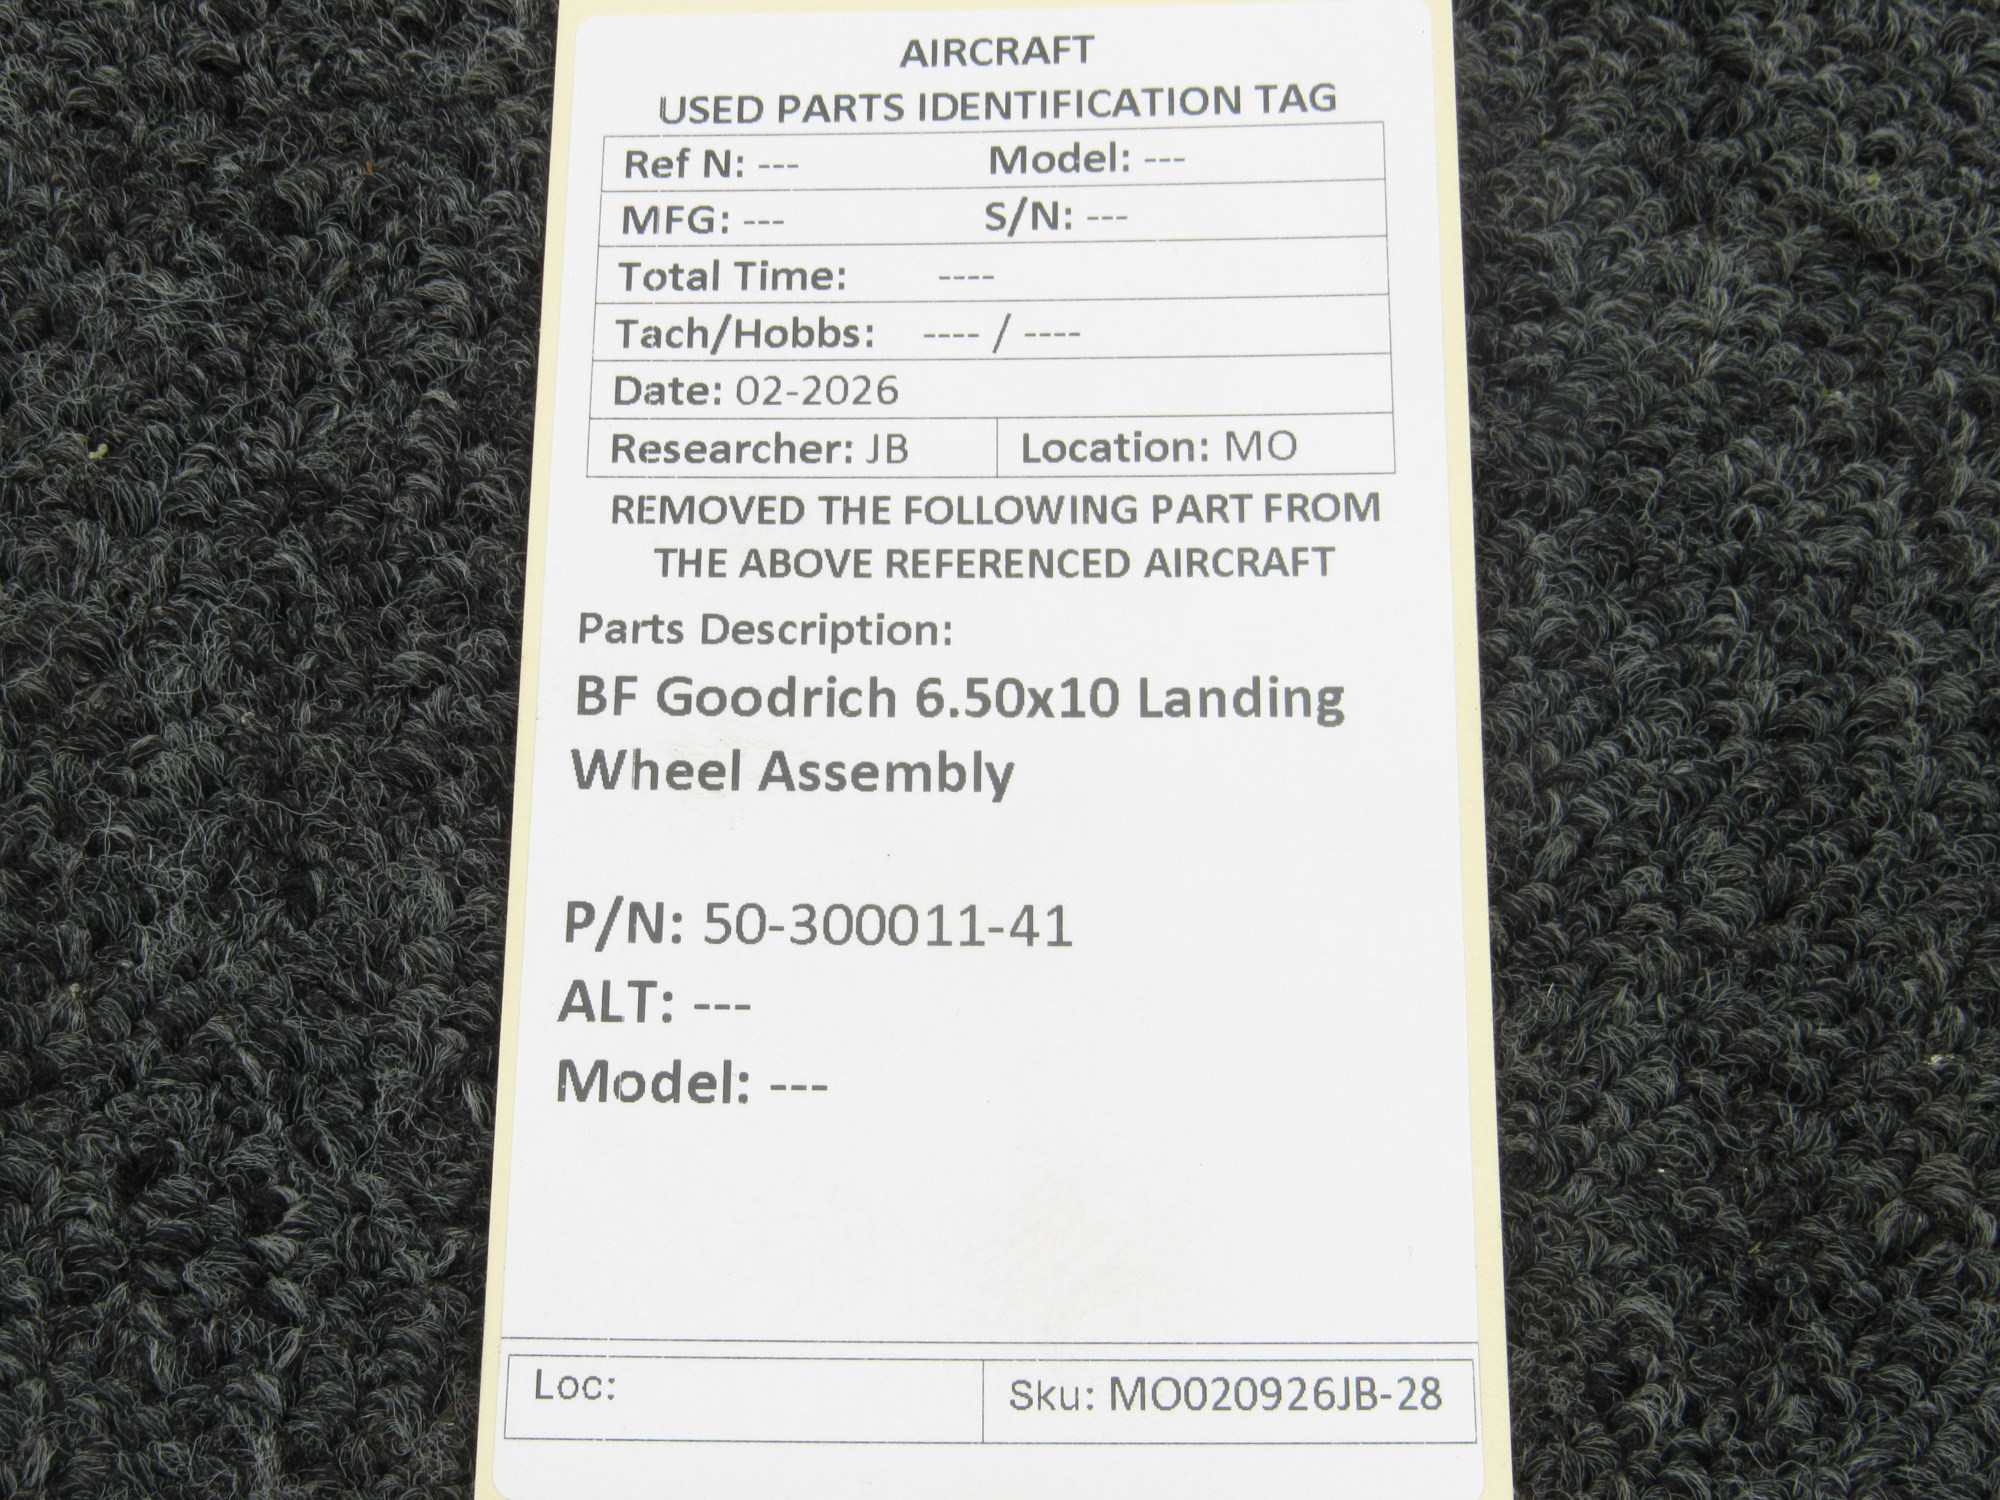 AIRCRAFT
USED PARTS IDENTIFICATION TAG
Ref N: --- Model: ---
MFG: --- S/N: ---
Total Time: ----
Tach/Hobbs: ---- / ----
Date: 02-2026
Researcher: JB Location: MO
REMOVED THE FOLLOWING PART FROM
THE ABOVE REFERENCED AIRCRAFT
Parts Description:
BF Goodrich 6.50x10 Landing
Wheel Assembly
P/N: 50-300011-41
ALT: ---
Model: ---
Loc: Sku: MO020926JB-28